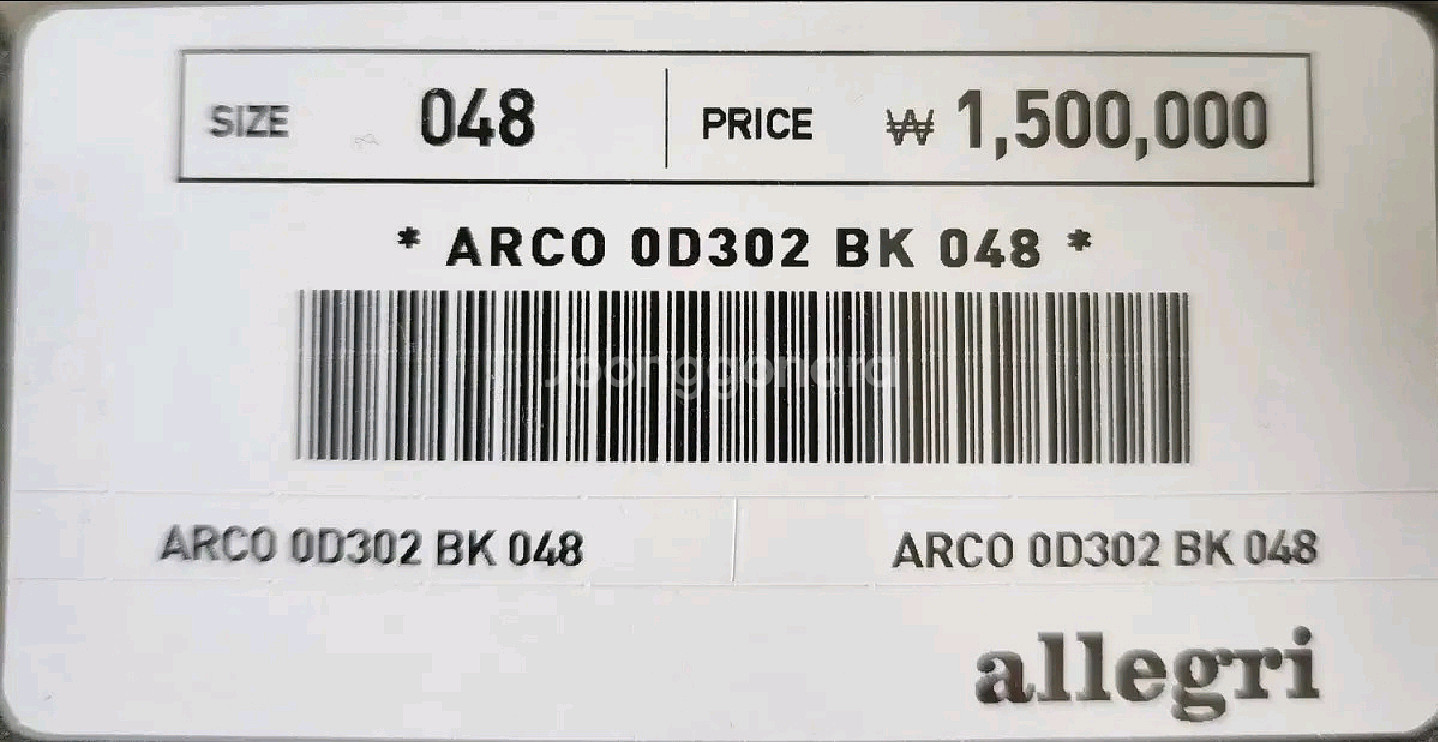 SIZE 048 PRICE ₩ 1,500,000
* ARCO 0D302 BK 048 *
Joonggonara
ARCO 0D302 BK 048 ARCO 0D302 BK 048
allegri